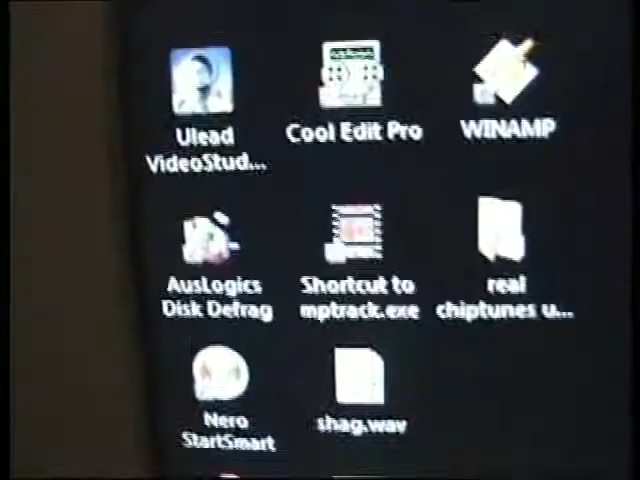 Ulead
VideoStud...
Cool Edit Pro
WINAMP
AusLogics
Disk Defrag
Shortcut to
mptrack.exe
real
chiptunes u...
Nero
StartSmart
shag.wav